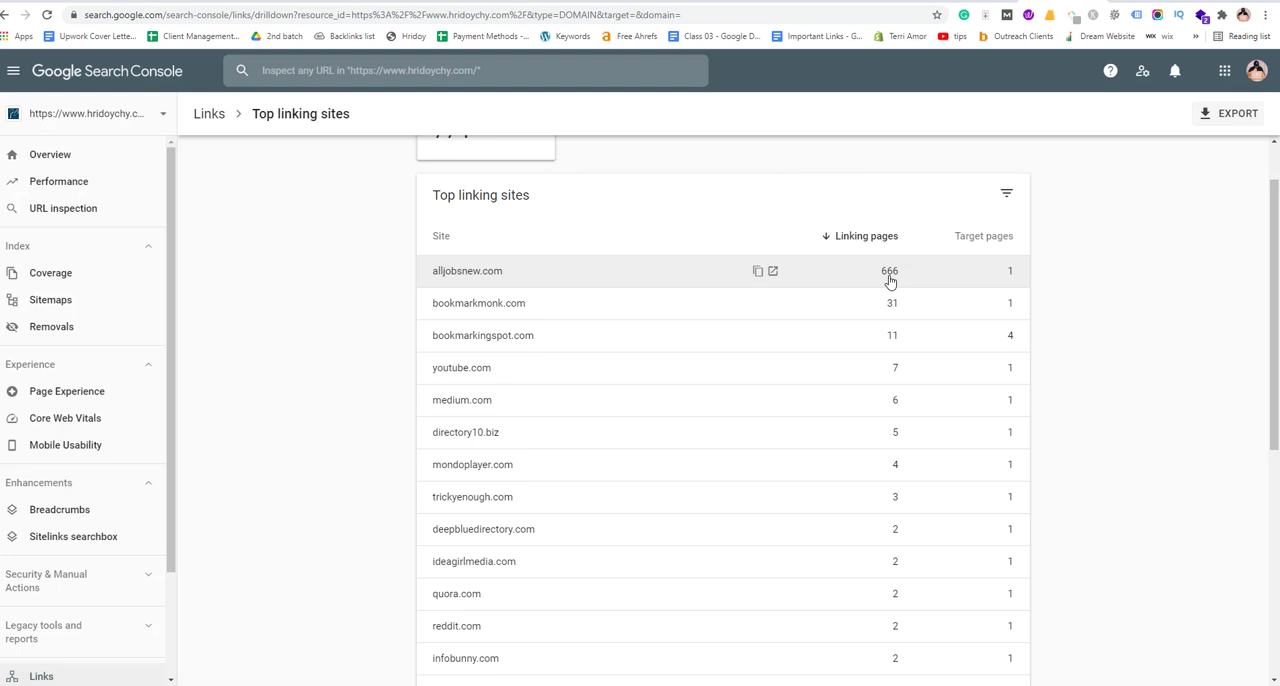 search.google.com/search-console/links/drilldown?resource_id=https%3A%2F%2Fwww.hridoychy.com%2F&type=DOMAIN&target=&domain=
Apps Upwork Cover Lette... Client Management... 2nd batch Backlinks list Hridoy Payment Methods -... Keywords Free Ahrefs Class 01 - Google D... Important Links - G... Terri Amor tips Outreach Clients Dream Website wix » Reading list
Google Search Console
Inspect any URL in "https://www.hridoychy.com/"
https://www.hridoychy.c...
Links > Top linking sites
EXPORT
Overview
Performance
URL inspection
Index
Coverage
Sitemaps
Removals
Experience
Page Experience
Core Web Vitals
Mobile Usability
Enhancements
Breadcrumbs
Sitelinks searchbox
Security & Manual
Actions
Legacy tools and
reports
Links
Top linking sites
Site Linking pages Target pages
alljobsnew.com 666 1
bookmarkmonk.com 31 1
bookmarkingspot.com 11 4
youtube.com 7 1
medium.com 6 1
directory10.biz 5 1
mondoplayer.com 4 1
trickyenough.com 3 1
deepbluedirectory.com 2 1
ideagirlmedia.com 2 1
quora.com 2 1
reddit.com 2 1
infobunny.com 2 1